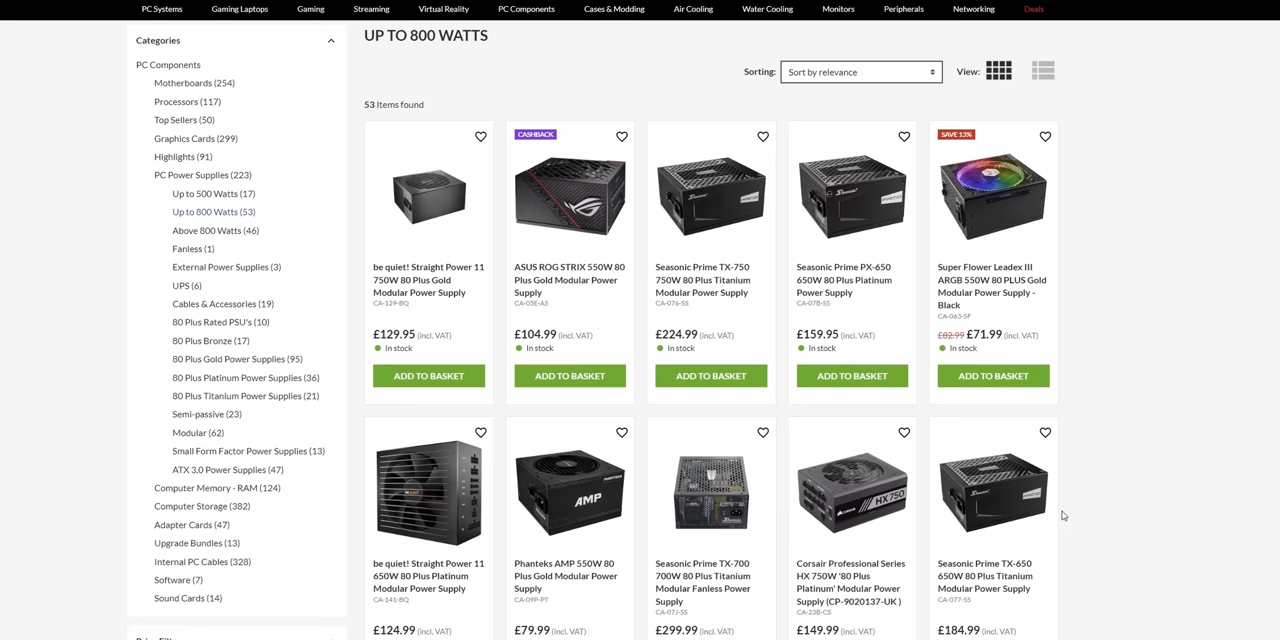 PC Systems
Gaming Laptops
Gaming
Streaming
Virtual Reality
PC Components
Cases & Modding
Air Cooling
Water Cooling
Monitors
Peripherals
Networking
Deals
Categories
PC Components
Motherboards (254)
Processors (117)
Top Sellers (50)
Graphics Cards (299)
Highlights (91)
PC Power Supplies (223)
Up to 500 Watts (17)
Up to 800 Watts (53)
Above 800 Watts (46)
Fanless (1)
External Power Supplies (3)
UPS (6)
Cables & Accessories (19)
80 Plus Rated PSU's (10)
80 Plus Bronze (17)
80 Plus Gold Power Supplies (95)
80 Plus Platinum Power Supplies (36)
80 Plus Titanium Power Supplies (21)
Semi-passive (23)
Modular (62)
Small Form Factor Power Supplies (13)
ATX 3.0 Power Supplies (47)
Computer Memory - RAM (124)
Computer Storage (382)
Adapter Cards (47)
Upgrade Bundles (13)
Internal PC Cables (328)
Software (7)
Sound Cards (14)
UP TO 800 WATTS
Sorting:
Sort by relevance
View:
53 Items found
be quiet! Straight Power 11
750W 80 Plus Gold
Modular Power Supply
CA-129-BQ
£129.95 (incl. VAT)
In stock
ADD TO BASKET
CASHBACK
ASUS ROG STRIX 550W 80
Plus Gold Modular Power
Supply
CA-05E-AS
£104.99 (incl. VAT)
In stock
ADD TO BASKET
Seasonic Prime TX-750
750W 80 Plus Titanium
Modular Power Supply
CA-076-SS
£224.99 (incl. VAT)
In stock
ADD TO BASKET
Seasonic Prime PX-650
650W 80 Plus Platinum
Power Supply
CA-07B-SS
£159.95 (incl. VAT)
In stock
ADD TO BASKET
SAVE 13%
Super Flower Leadex III
ARGB 550W 80 PLUS Gold
Modular Power Supply -
Black
CA-063-SF
£82.99 £71.99 (incl. VAT)
In stock
ADD TO BASKET
be quiet! Straight Power 11
650W 80 Plus Platinum
Modular Power Supply
CA-141-BQ
£124.99 (incl. VAT)
PHANTEKS
AMP
Phanteks AMP 550W 80
Plus Gold Modular Power
Supply
CA-09P-PT
£79.99 (incl. VAT)
Seasonic Prime TX-700
700W 80 Plus Titanium
Modular Fanless Power
Supply
CA-07J-SS
£299.99 (incl. VAT)
CORSAIR
HX750
Corsair Professional Series
HX 750W '80 Plus
Platinum' Modular Power
Supply (CP-9020137-UK )
CA-23B-CS
£149.99 (incl. VAT)
Seasonic Prime TX-650
650W 80 Plus Titanium
Modular Power Supply
CA-077-SS
£184.99 (incl. VAT)